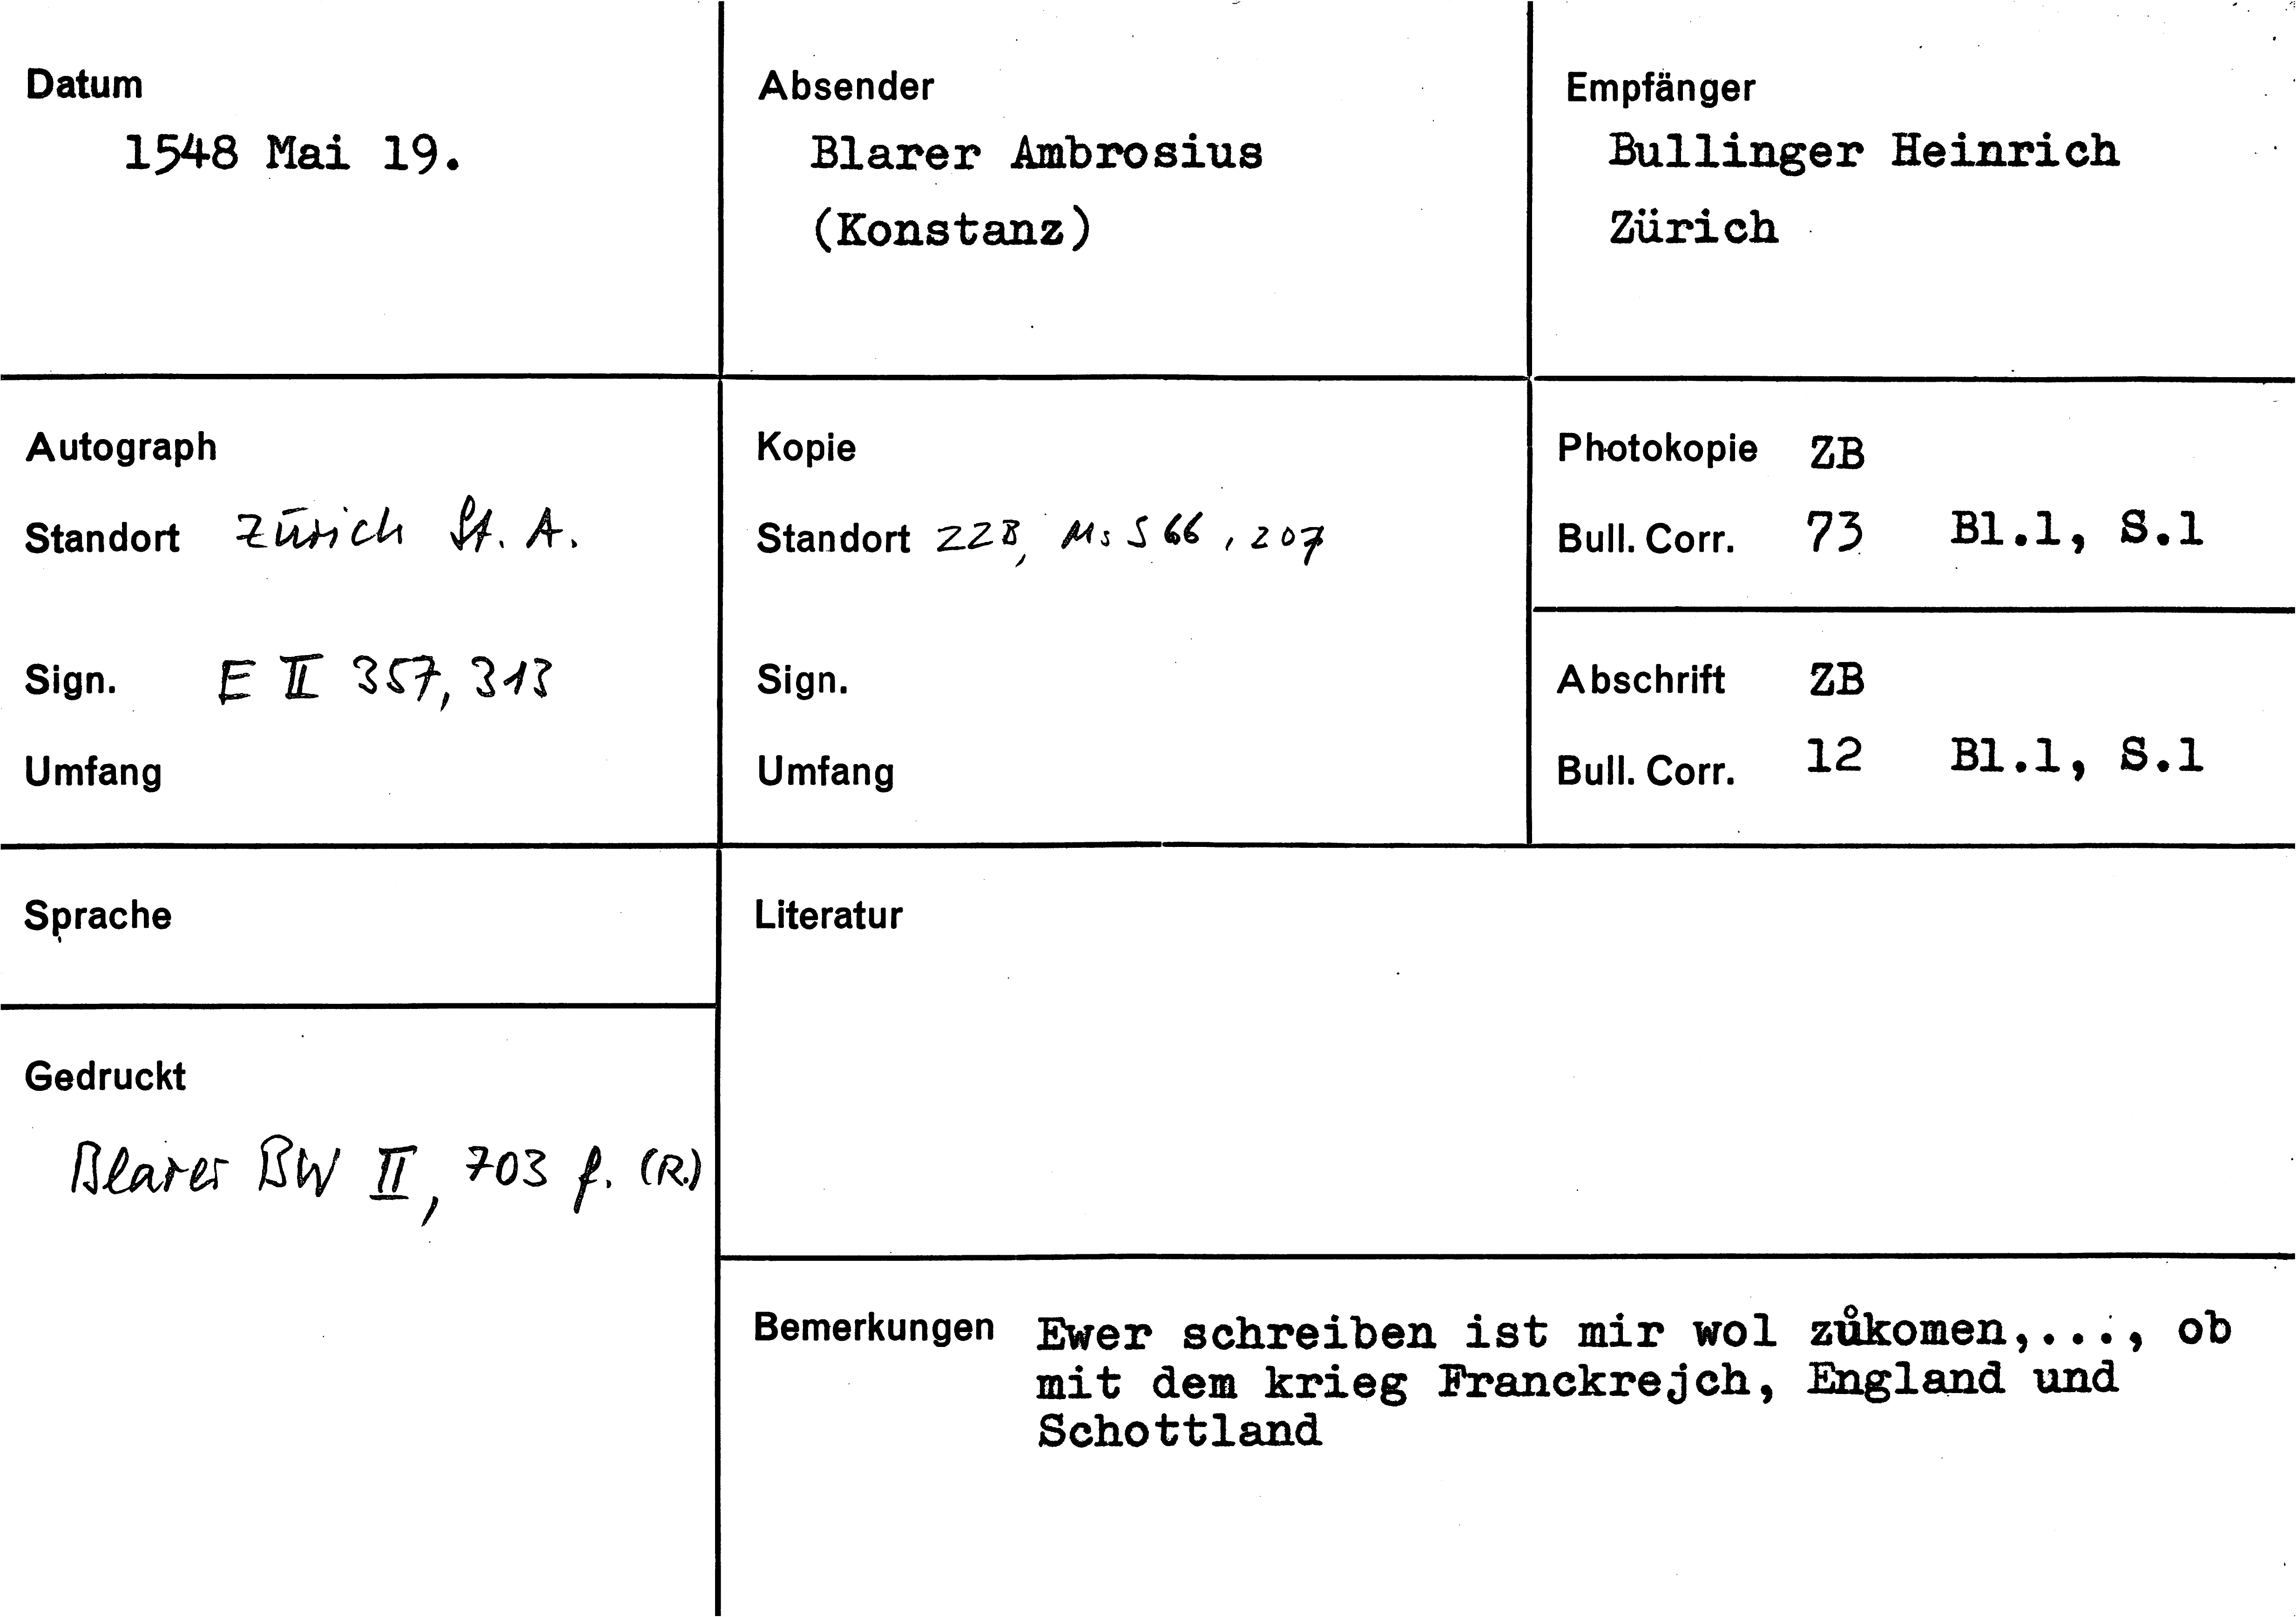 Datum
1548 Mai 19.
Absender
Blarer Ambrosius
(Konstanz)
Empfänger
Bullinger Heinrich
Zürich
Autograph
Standort Zürich St. A.
Sign. E II 357, 313
Umfang
Kopie
Standort ZZB, Ms S 66, 207
Sign.
Umfang
Photokopie ZB
Bull. Corr. 73 Bl.1, S.1
Abschrift ZB
Bull. Corr. 12 Bl.1, S.1
Sprache
Gedruckt
Blarer BW II, 703 f. (R.)
Literatur
Bemerkungen Ewer schreiben ist mir wol zůkomen,..., ob
mit dem krieg Franckrejch, England und
Schottland